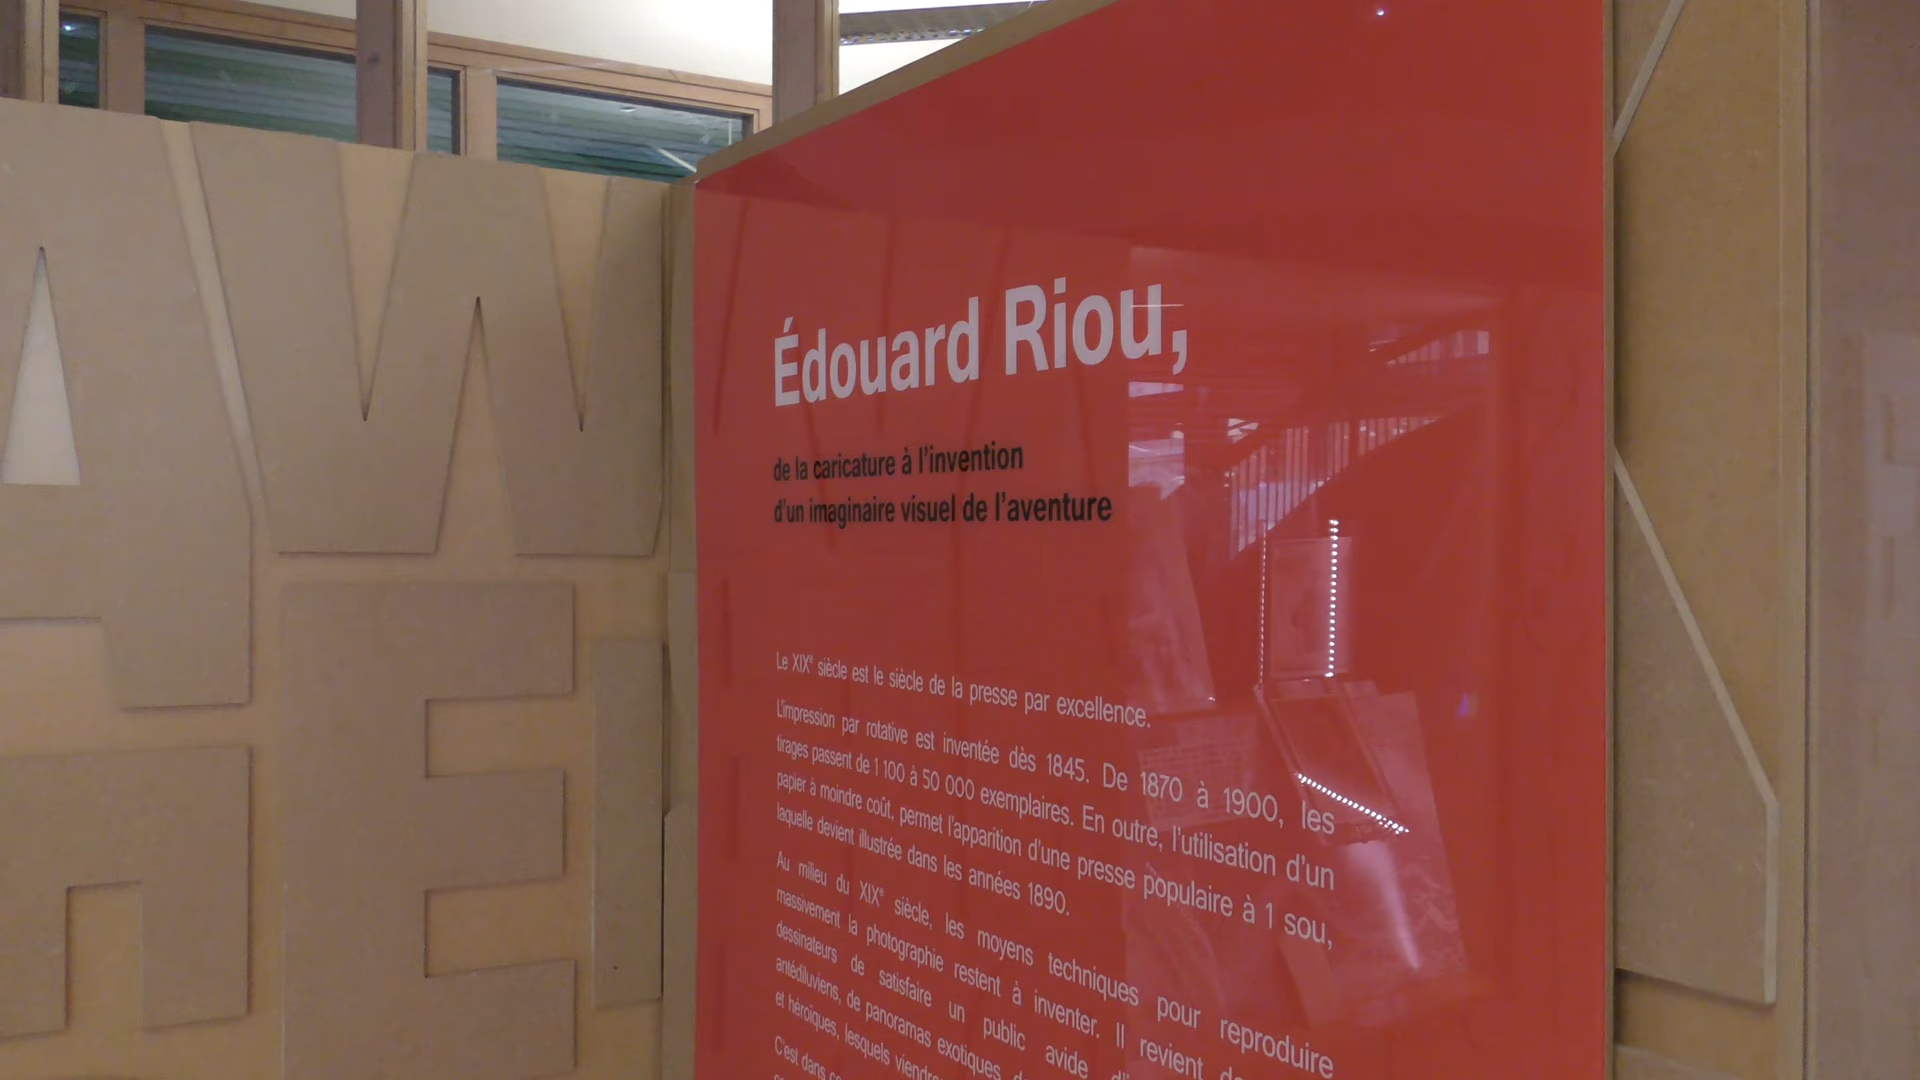 AW
E
Édouard Riou,
de la caricature à l'invention
d'un imaginaire visuel de l'aventure
Le XIXe siècle est le siècle de la presse par excellence.
L'impression par rotative est inventée dès 1845. De 1870 à 1900, les
tirages passent de 1 100 à 50 000 exemplaires. En outre, l'utilisation d'un
papier à moindre coût, permet l'apparition d'une presse populaire à 1 sou,
laquelle devient illustrée dans les années 1890.
Au milieu du XIXe siècle, les moyens techniques pour reproduire
massivement la photographie restent à inventer. Il revient
dessinateurs de satisfaire un public avide
antédiluviens, de panoramas exotiques
et héroïques, lesquels
C'est dans